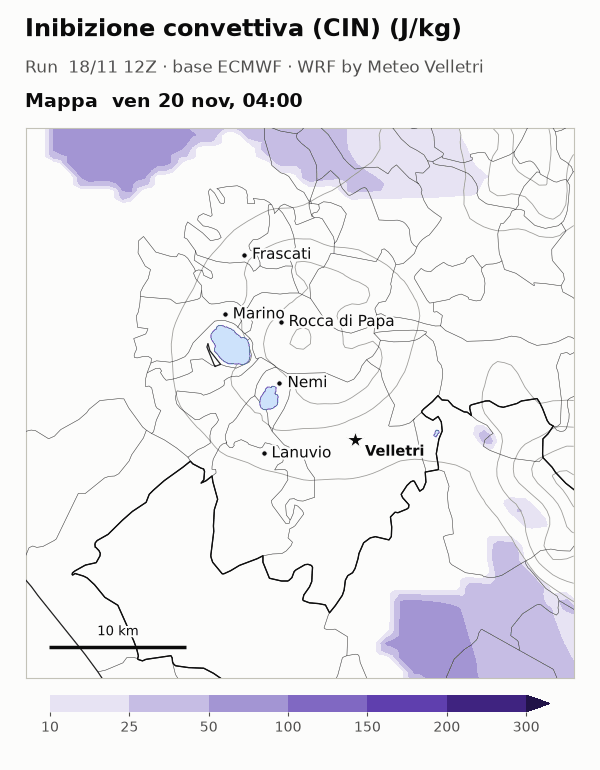 Inibizione convettiva (CIN) (J/kg)
Run  18/11 12Z · base ECMWF · WRF by Meteo Velletri
Mappa  ven 20 nov, 04:00
Frascati
Marino
Rocca di Papa
Nemi
Lanuvio
Velletri
10 km
10 25 50 100 150 200 300